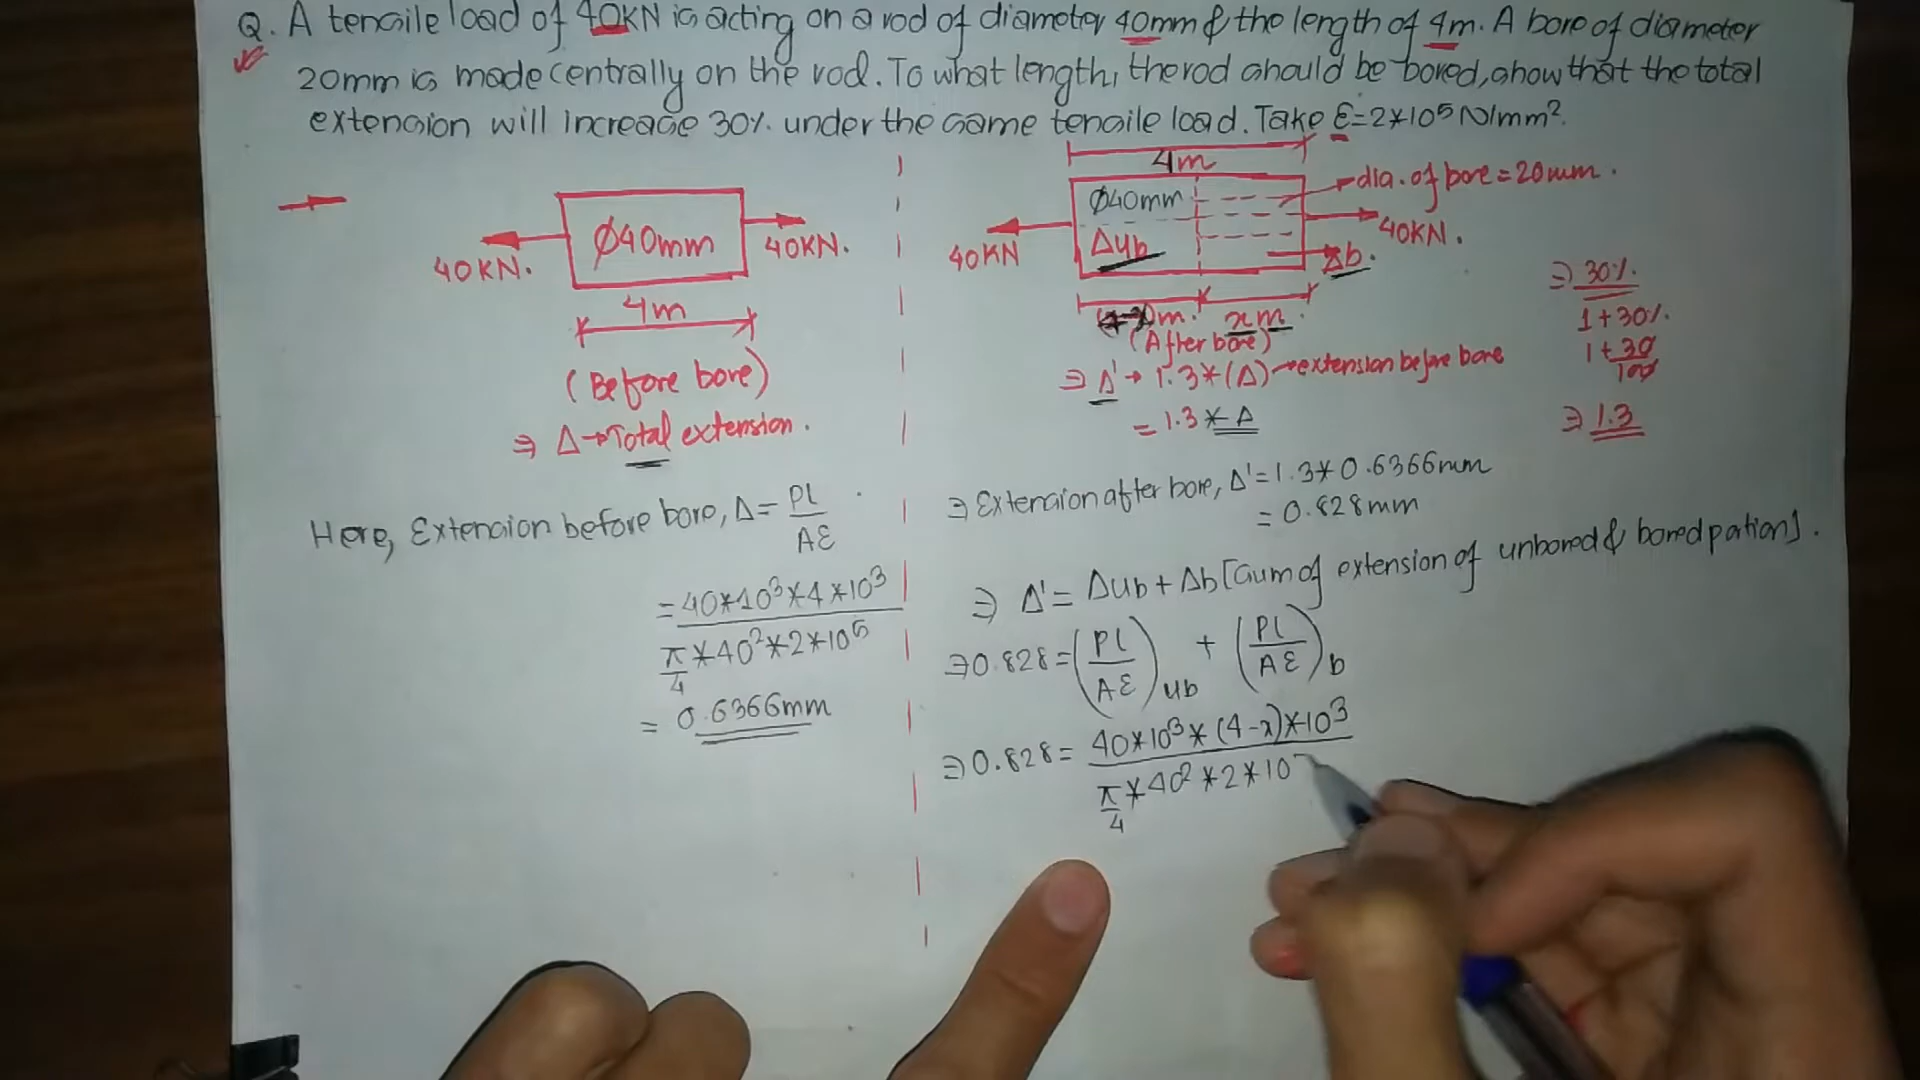 Q. A tensile load of 40KN is acting on a rod of diameter 40mm & the length of 4m. A bore of diameter
20mm is made centrally on the rod. To what length, the rod should be bored, show that the total
extension will increase 30%. under the same tensile load. Take Ɛ=2*10⁵ N/mm².
4m
Ø40mm
dia. of bore = 20mm.
Δub
40KN
40KN.
Δb.
(4-x)m.
xm
(After bore)
40KN.
Ø40mm
40KN.
4m
(Before bore)
⇒ Δ→Total extension.
⇒ Δ' → 1.3*(Δ)→extension before bore
= 1.3 * Δ
⇒ 30%.
1+30%.
1+30/100
⇒ 1.3
Here, Extension before bore, Δ= PL/AƐ
= 40*10³*4*10³
π/4 *40²*2*10⁵
= 0.6366mm
⇒ Extension after bore, Δ'=1.3*0.6366mm
= 0.828mm
⇒ Δ'= Δub + Δb [Sum of extension of unbored & bored portion].
⇒0.828=(PL/AƐ)ub + (PL/AƐ)b
⇒0.828= 40*10³*(4-x)*10³
π/4 *40² *2*10